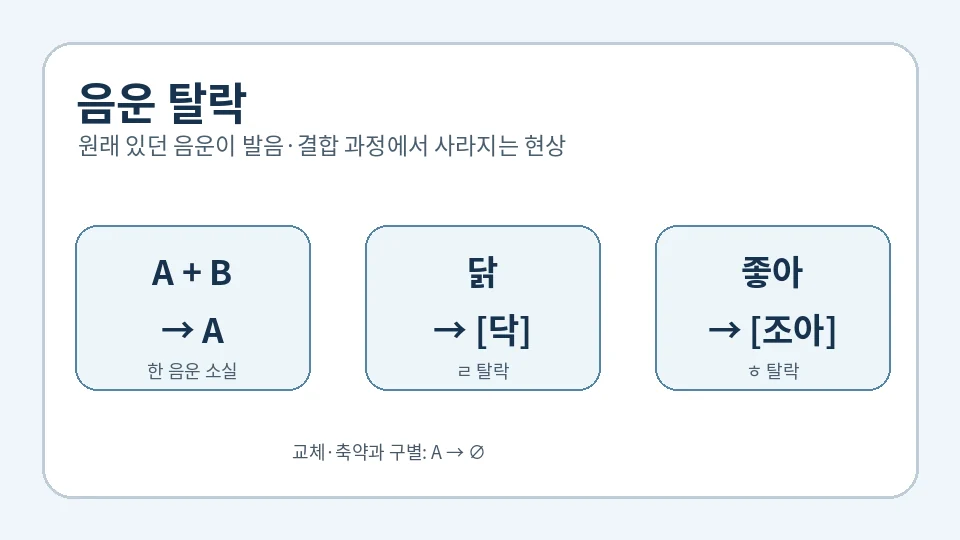 음운 탈락
원래 있던 음운이 발음·결합 과정에서 사라지는 현상
A + B
→ A
한 음운 소실
닭
→ [닥]
ㄹ 탈락
좋아
→ [조아]
ㅎ 탈락
교체·축약과 구별: A → ∅